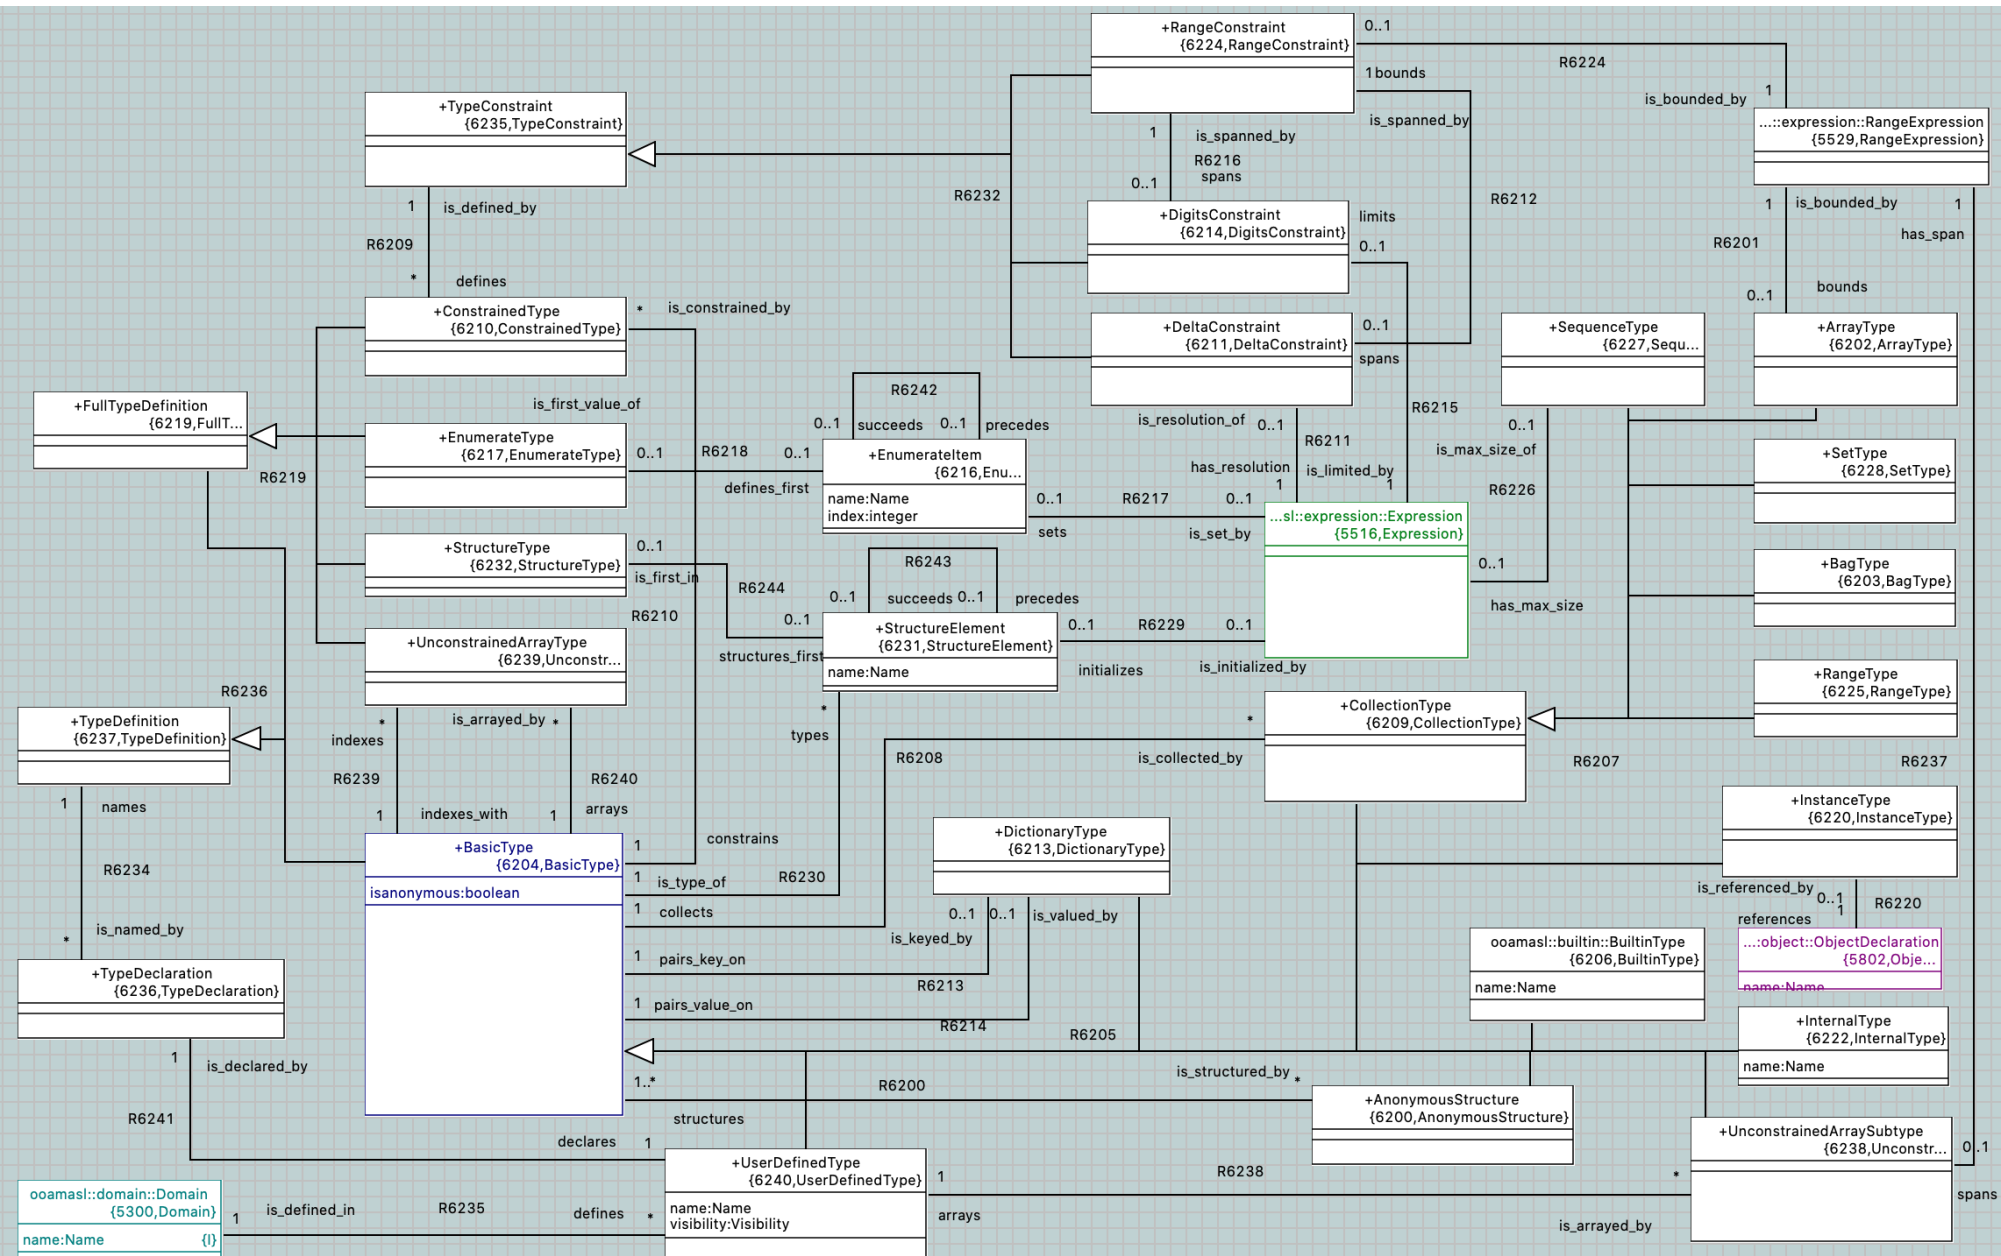 +RangeConstraint
{6224,RangeConstraint}
0..1
R6224
1 bounds
is_bounded_by
1
is_spanned_by
...::expression::RangeExpression
{5529,RangeExpression}
+TypeConstraint
{6235,TypeConstraint}
1
is_spanned_by
R6216
spans
0..1
R6232
R6212
1
is_defined_by
R6209
*
defines
+DigitsConstraint
{6214,DigitsConstraint}
limits
0..1
1
is_bounded_by
1
R6201
has_span
0..1
bounds
+ConstrainedType
{6210,ConstrainedType}
*
is_constrained_by
+DeltaConstraint
{6211,DeltaConstraint}
0..1
spans
+SequenceType
{6227,Sequ...
+ArrayType
{6202,ArrayType}
+FullTypeDefinition
{6219,FullT...
is_first_value_of
R6242
0..1
succeeds
0..1
precedes
is_resolution_of
0..1
R6215
0..1
is_max_size_of
+EnumerateType
{6217,EnumerateType}
0..1
R6218
0..1
defines_first
+EnumerateItem
{6216,Enu...
name:Name
index:integer
R6211
has_resolution
is_limited_by
1
1
R6226
+SetType
{6228,SetType}
R6219
0..1
R6217
0..1
sets
is_set_by
...sl::expression::Expression
{5516,Expression}
0..1
has_max_size
+StructureType
{6232,StructureType}
0..1
is_first_in
R6243
R6244
0..1
succeeds
0..1
precedes
+BagType
{6203,BagType}
R6210
0..1
structures_first
+StructureElement
{6231,StructureElement}
name:Name
0..1
R6229
0..1
initializes
is_initialized_by
+UnconstrainedArrayType
{6239,Unconstr...
+RangeType
{6225,RangeType}
R6236
+TypeDefinition
{6237,TypeDefinition}
*
indexes
is_arrayed_by
*
*
types
*
is_collected_by
+CollectionType
{6209,CollectionType}
R6208
R6207
R6237
R6239
R6240
1
names
1
indexes_with
1
arrays
+InstanceType
{6220,InstanceType}
+BasicType
{6204,BasicType}
isanonymous:boolean
1
constrains
+DictionaryType
{6213,DictionaryType}
R6234
1
is_type_of
R6230
is_referenced_by
0..1
1
R6220
references
1
collects
0..1
0..1
is_valued_by
is_keyed_by
*
is_named_by
ooamasl::builtin::BuiltinType
{6206,BuiltinType}
name:Name
...:object::ObjectDeclaration
{5802,Obje...
name:Name
1
pairs_key_on
R6213
+TypeDeclaration
{6236,TypeDeclaration}
1
pairs_value_on
R6214
R6205
+InternalType
{6222,InternalType}
name:Name
1
is_declared_by
1..*
R6200
is_structured_by
*
structures
+AnonymousStructure
{6200,AnonymousStructure}
R6241
declares
1
+UnconstrainedArraySubtype
{6238,Unconstr...
0..1
spans
+UserDefinedType
{6240,UserDefinedType}
name:Name
visibility:Visibility
1
R6238
*
arrays
is_arrayed_by
ooamasl::domain::Domain
{5300,Domain}
name:Name {I}
1
is_defined_in
R6235
defines
*